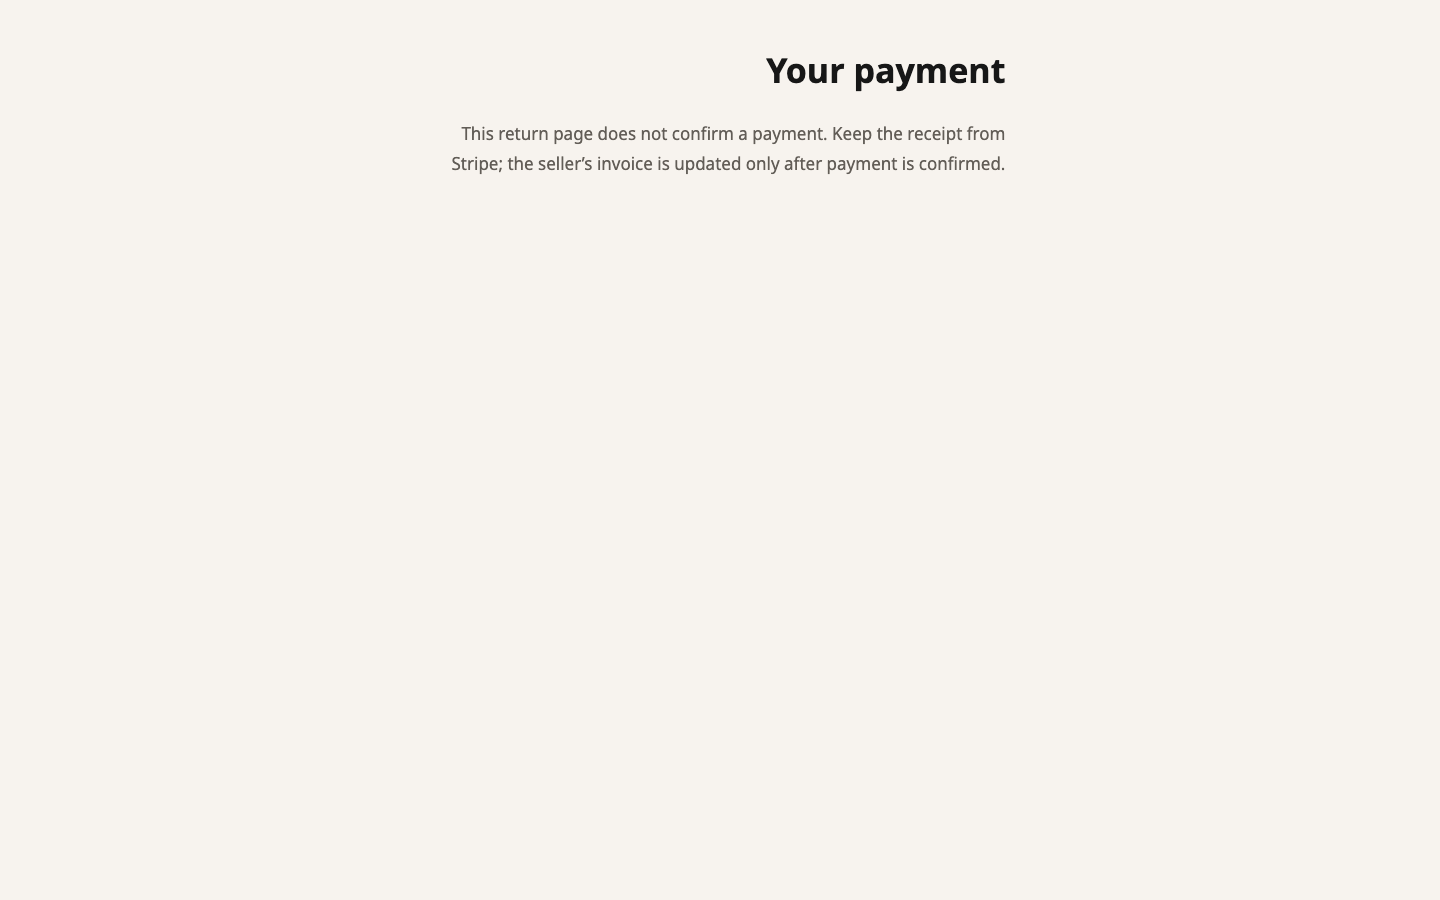 Your payment
This return page does not confirm a payment. Keep the receipt from
Stripe; the seller’s invoice is updated only after payment is confirmed.